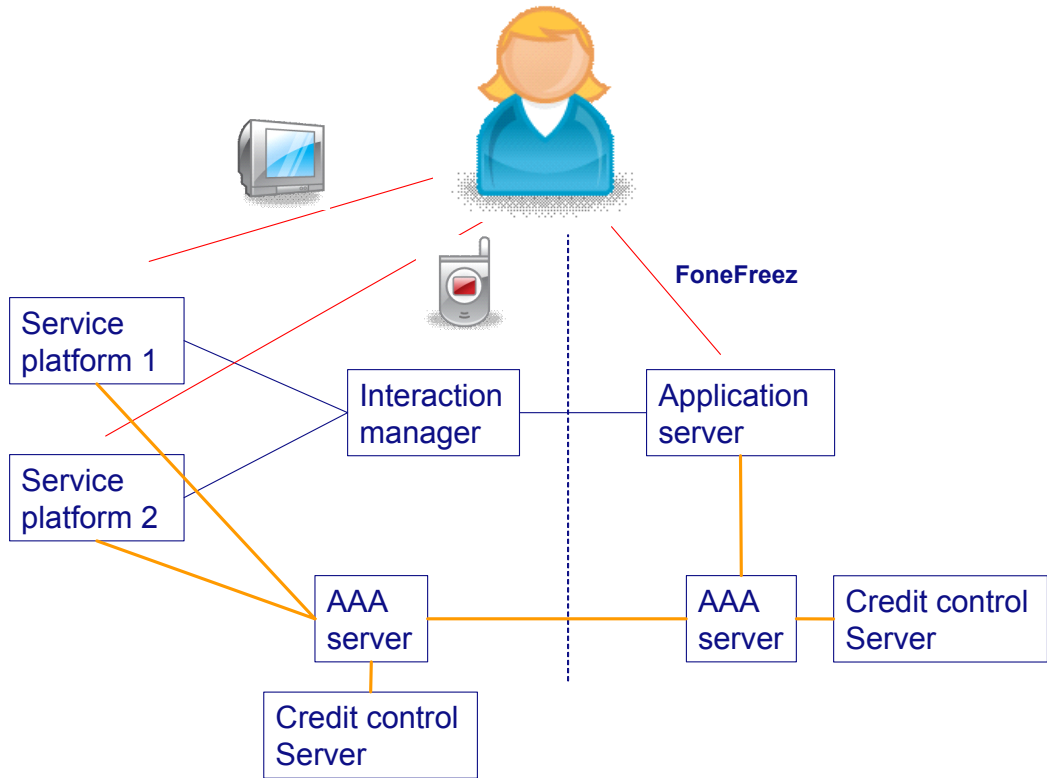 FoneFreez
Service
platform 1
Interaction
manager
Application
server
Service
platform 2
AAA
server
AAA
server
Credit control
Server
Credit control
Server